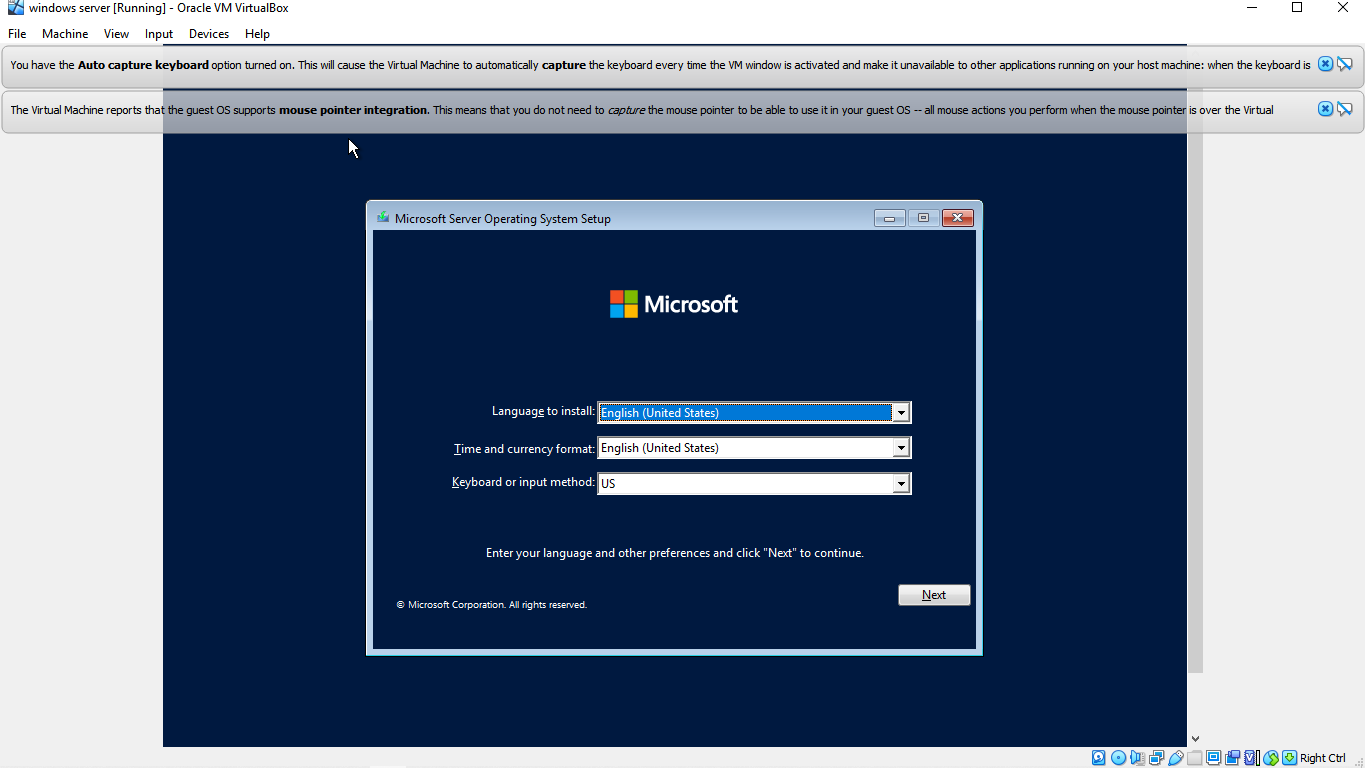 windows server [Running] - Oracle VM VirtualBox
File Machine View Input Devices Help
You have the Auto capture keyboard option turned on. This will cause the Virtual Machine to automatically capture the keyboard every time the VM window is activated and make it unavailable to other applications running on your host machine: when the keyboard is
The Virtual Machine reports that the guest OS supports mouse pointer integration. This means that you do not need to capture the mouse pointer to be able to use it in your guest OS -- all mouse actions you perform when the mouse pointer is over the Virtual
Microsoft Server Operating System Setup
Microsoft
Language to install: English (United States)
Time and currency format: English (United States)
Keyboard or input method: US
Enter your language and other preferences and click "Next" to continue.
Next
© Microsoft Corporation. All rights reserved.
Right Ctrl